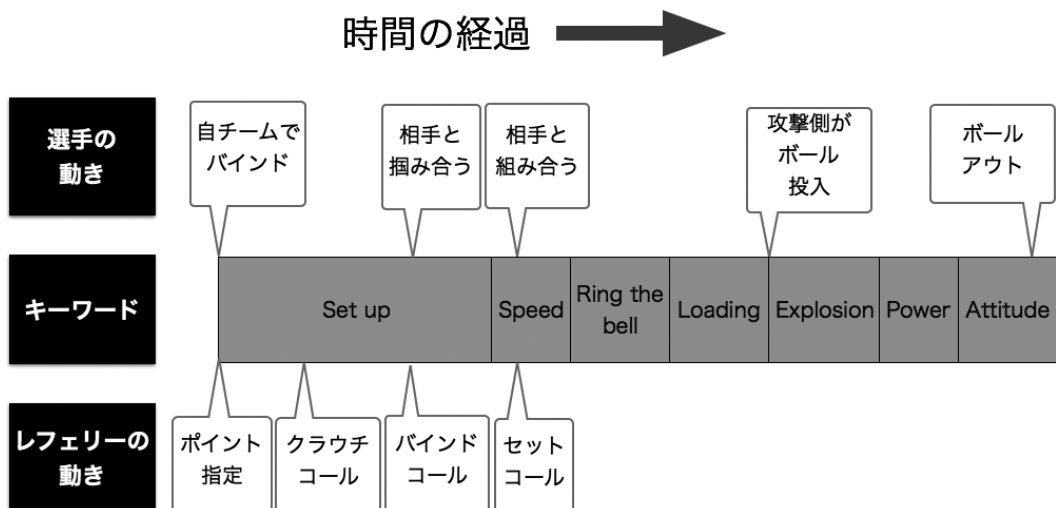 時間の経過
選手の
動き
自チームで
バインド
相手と
掴み合う
相手と
組み合う
攻撃側が
ボール
投入
ボール
アウト
キーワード
Set up
Speed
Ring the
bell
Loading
Explosion
Power
Attitude
レフェリーの
動き
ポイント
指定
クラウチ
コール
バインド
コール
セット
コール